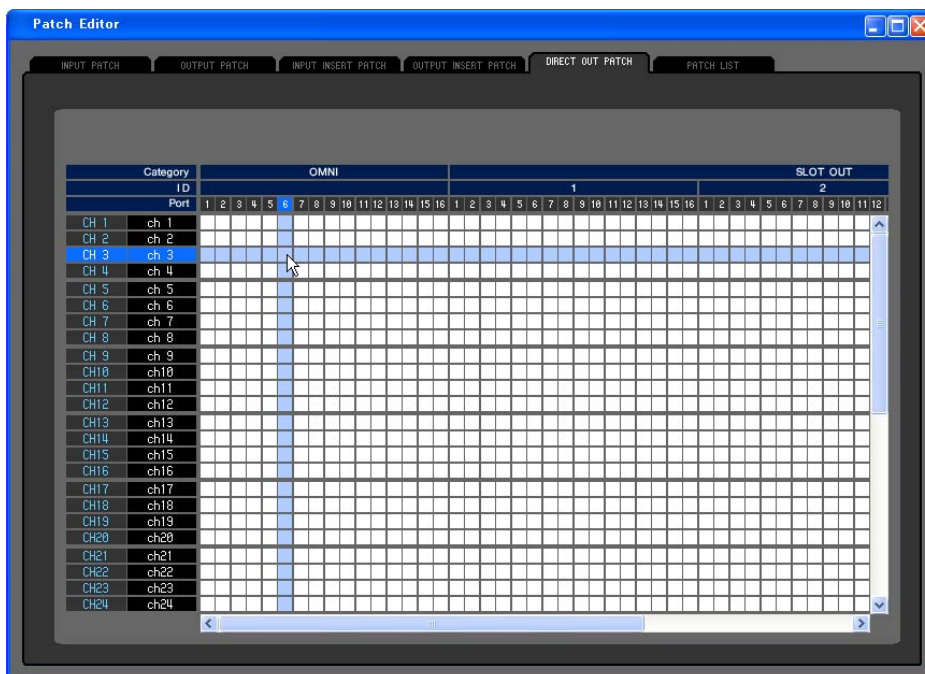 Patch Editor
INPUT PATCH OUTPUT PATCH INPUT INSERT PATCH OUTPUT INSERT PATCH DIRECT OUT PATCH PATCH LIST
Category OMNI SLOT OUT
ID 1 2
Port 1 2 3 4 5 6 7 8 9 10 11 12 13 14 15 16 1 2 3 4 5 6 7 8 9 10 11 12 13 14 15 16 1 2 3 4 5 6 7 8 9 10 11 12
CH 1 ch 1
CH 2 ch 2
CH 3 ch 3
CH 4 ch 4
CH 5 ch 5
CH 6 ch 6
CH 7 ch 7
CH 8 ch 8
CH 9 ch 9
CH10 ch10
CH11 ch11
CH12 ch12
CH13 ch13
CH14 ch14
CH15 ch15
CH16 ch16
CH17 ch17
CH18 ch18
CH19 ch19
CH20 ch20
CH21 ch21
CH22 ch22
CH23 ch23
CH24 ch24